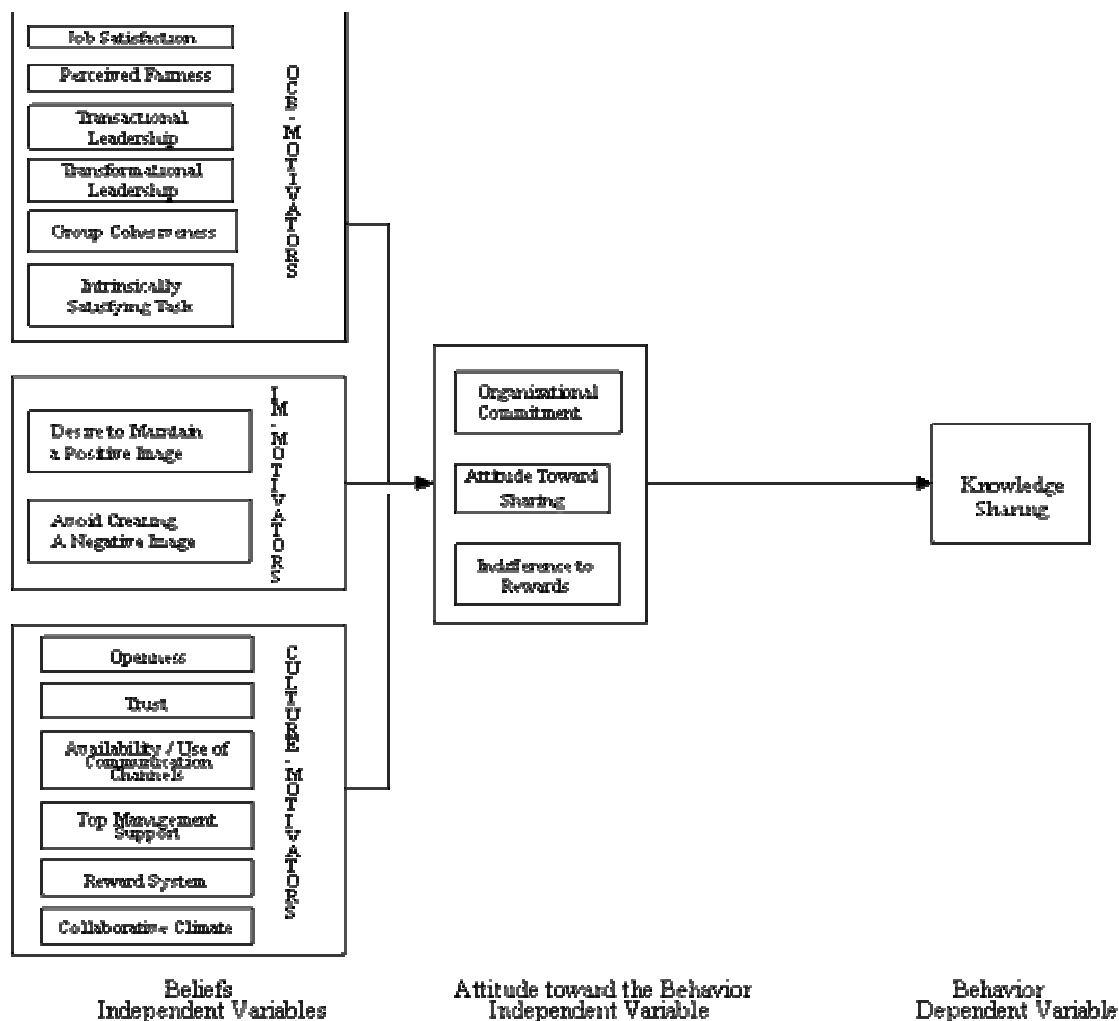 Job Satisfaction
Perceived Fairness
Transactional
Leadership
Transformational
Leadership
Group Cohesiveness
Intrinsically
Satisfying Task
OCB-MOTIVATORS
Desire to Maintain
a Positive Image
Avoid Creating
A Negative Image
IM-MOTIVATORS
Openness
Trust
Availability / Use of
Communication
Channels
Top Management
Support
Reward System
Collaborative Climate
CULTURE-MOTIVATORS
Organizational
Commitment
Attitude Toward
Sharing
Indifference to
Rewards
Knowledge
Sharing
Beliefs
Independent Variables
Attitude toward the Behavior
Independent Variable
Behavior
Dependent Variable